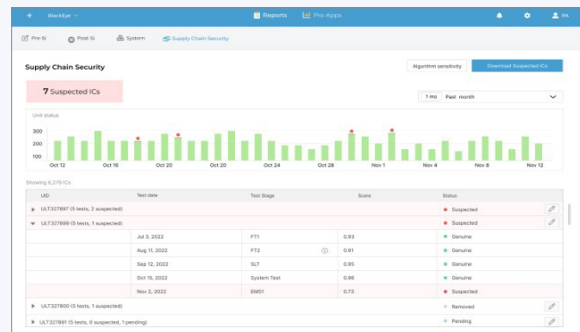 BlackEye
Reports
Pro Apps
Pre-Si
Post-Si
System
Supply Chain Security
Supply Chain Security
Algorithm sensitivity
Download Suspected ICs
7 Suspected ICs
1 mo Past month
Unit status
300
200
100
Oct 12 Oct 16 Oct 20 Oct 20 Oct 24 Oct 28 Nov 1 Nov 4 Nov 8 Nov 12
Showing 6,279 ICs
UID Test date Test Stage Score Status
ULT327897 (5 tests, 2 suspected) Suspected
ULT327899 (5 tests, 1 suspected) Suspected
Jul 3, 2022 FT1 0.93 Genuine
Aug 11, 2022 FT2 0.91 Genuine
Sep 12, 2022 SLT 0.95 Genuine
Oct 15, 2022 System Test 0.96 Genuine
Nov 2, 2022 EMS1 0.73 Suspected
ULT327800 (5 tests, 1 suspected) Removed
ULT327891 (5 tests, 0 suspected, 1 pending) Pending